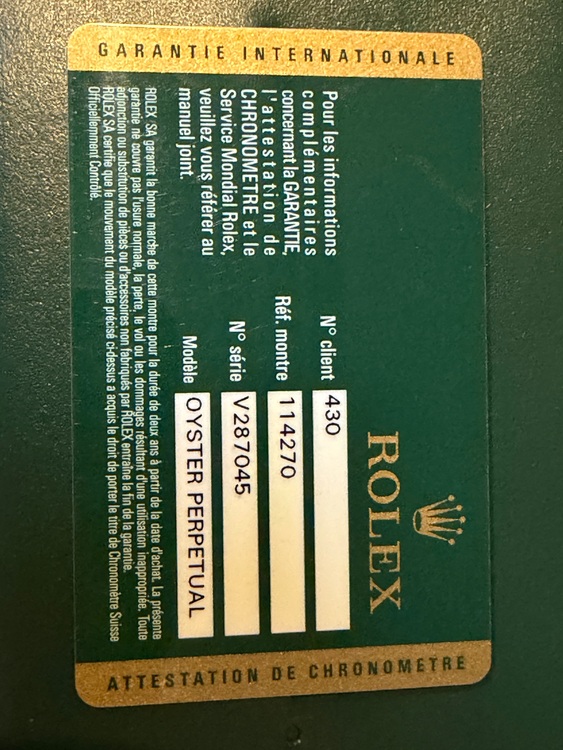 GARANTIE INTERNATIONALE
ROLEX
Pour les informations
complémentaires
concernant la GARANTIE,
l'attestation de
CHRONOMETRE et le
Service Mondial Rolex,
veuillez vous référer au
manuel joint.
N° client 430
Réf. montre 114270
N° série V287045
Modèle OYSTER PERPETUAL
ROLEX SA garantit la bonne marche de cette montre pour la durée de deux ans à partir de la date d'achat. La présente
garantie ne couvre pas l'usure normale, la perte, le vol ou les dommages résultant d'une utilisation inappropriée. Toute
adjonction ou substitution de pièces ou d'accessoires non fabriqués par ROLEX entraîne la fin de la garantie.
ROLEX SA certifie que le mouvement du modèle précisé ci-dessus a acquis le droit de porter le titre de Chronomètre Suisse
Officiellement Contrôlé.
ATTESTATION DE CHRONOMETRE